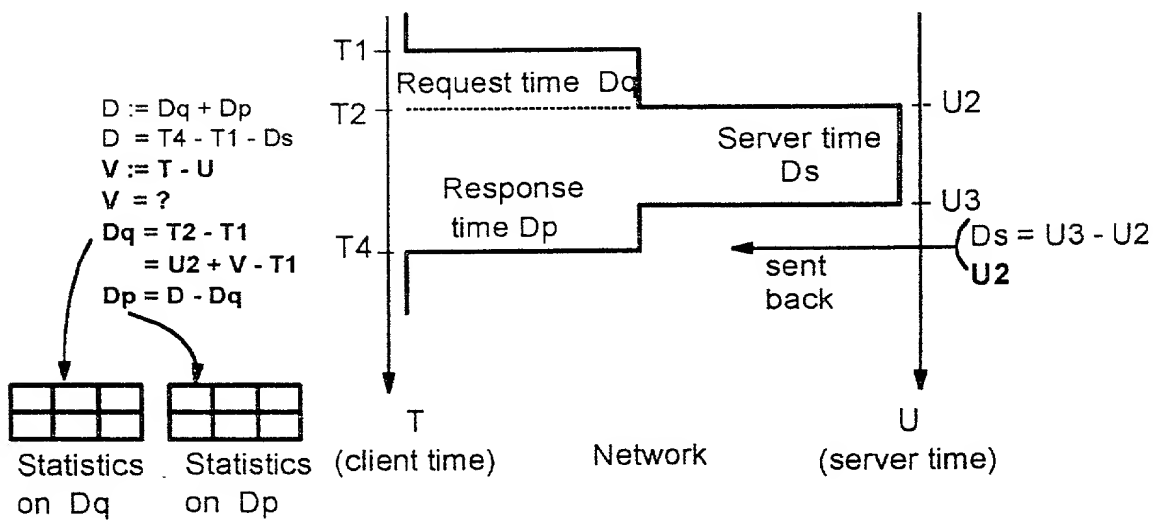 D := Dq + Dp
D = T4 - T1 - Ds
V := T - U
V = ?
Dq = T2 - T1
= U2 + V - T1
Dp = D - Dq
Statistics
on Dq
Statistics
on Dp
T1
Request time Dq
T2
Response
time Dp
T4
T
(client time)
Network
Server time
Ds
sent
back
U2
U3
Ds = U3 - U2
U2
U
(server time)